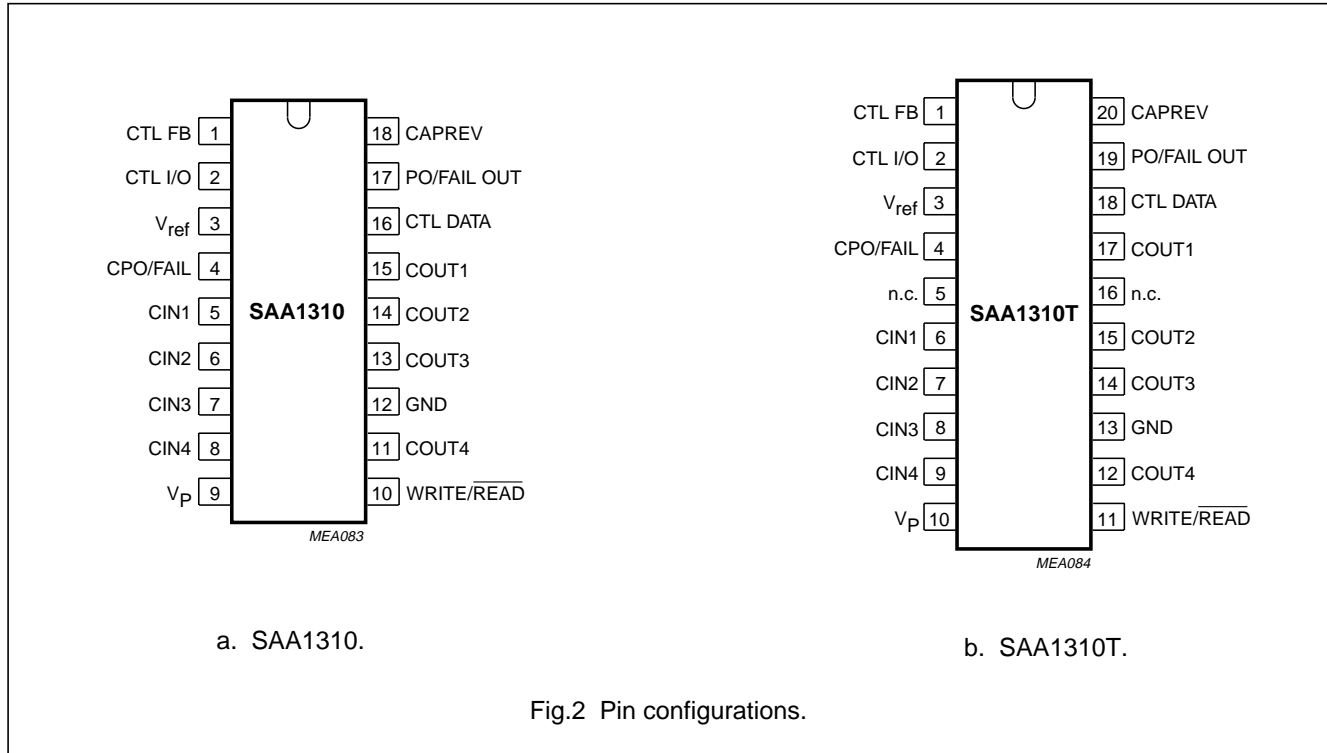 CTL FB 1
CTL I/O 2
Vref 3
CPO/FAIL 4
CIN1 5
CIN2 6
CIN3 7
CIN4 8
VP 9
SAA1310
18 CAPREV
17 PO/FAIL OUT
16 CTL DATA
15 COUT1
14 COUT2
13 COUT3
12 GND
11 COUT4
10 WRITE/READ
MEA083
a. SAA1310.
CTL FB 1
CTL I/O 2
Vref 3
CPO/FAIL 4
n.c. 5
CIN1 6
CIN2 7
CIN3 8
CIN4 9
VP 10
SAA1310T
20 CAPREV
19 PO/FAIL OUT
18 CTL DATA
17 COUT1
16 n.c.
15 COUT2
14 COUT3
13 GND
12 COUT4
11 WRITE/READ
MEA084
b. SAA1310T.
Fig.2 Pin configurations.